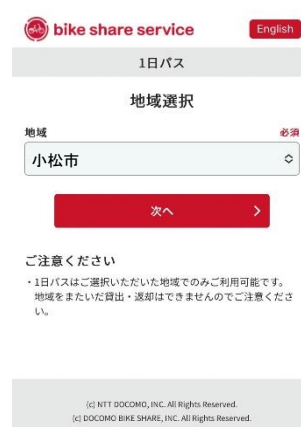 bike share service
English
1日パス
地域選択
地域
必須
小松市
次へ
ご注意ください
・1日パスはご選択いただいた地域でのみご利用可能です。
地域をまたいだ貸出・返却はできませんのでご注意くださ
い。
(c) NTT DOCOMO, INC. All Rights Reserved.
(c) DOCOMO BIKE SHARE, INC. All Rights Reserved.